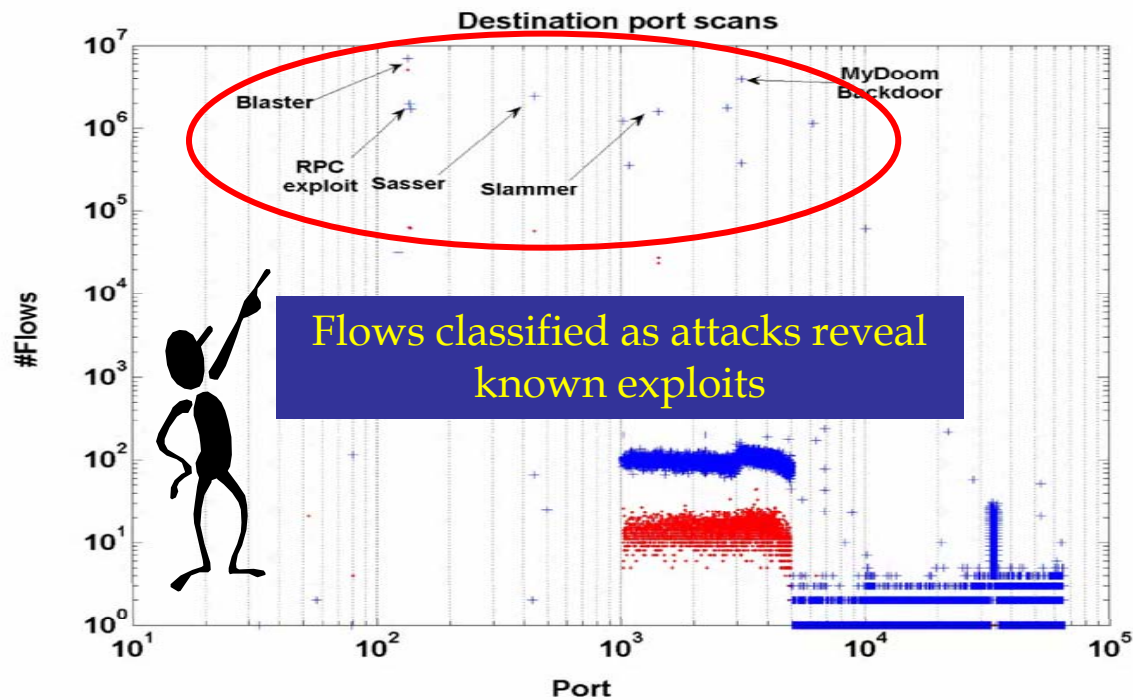 Destination port scans
10^7
10^6
10^5
10^4
10^3
10^2
10^1
10^0
#Flows
Blaster
RPC
exploit
Sasser
Slammer
MyDoom
Backdoor
Flows classified as attacks reveal
known exploits
10^1
10^2
10^3
10^4
10^5
Port